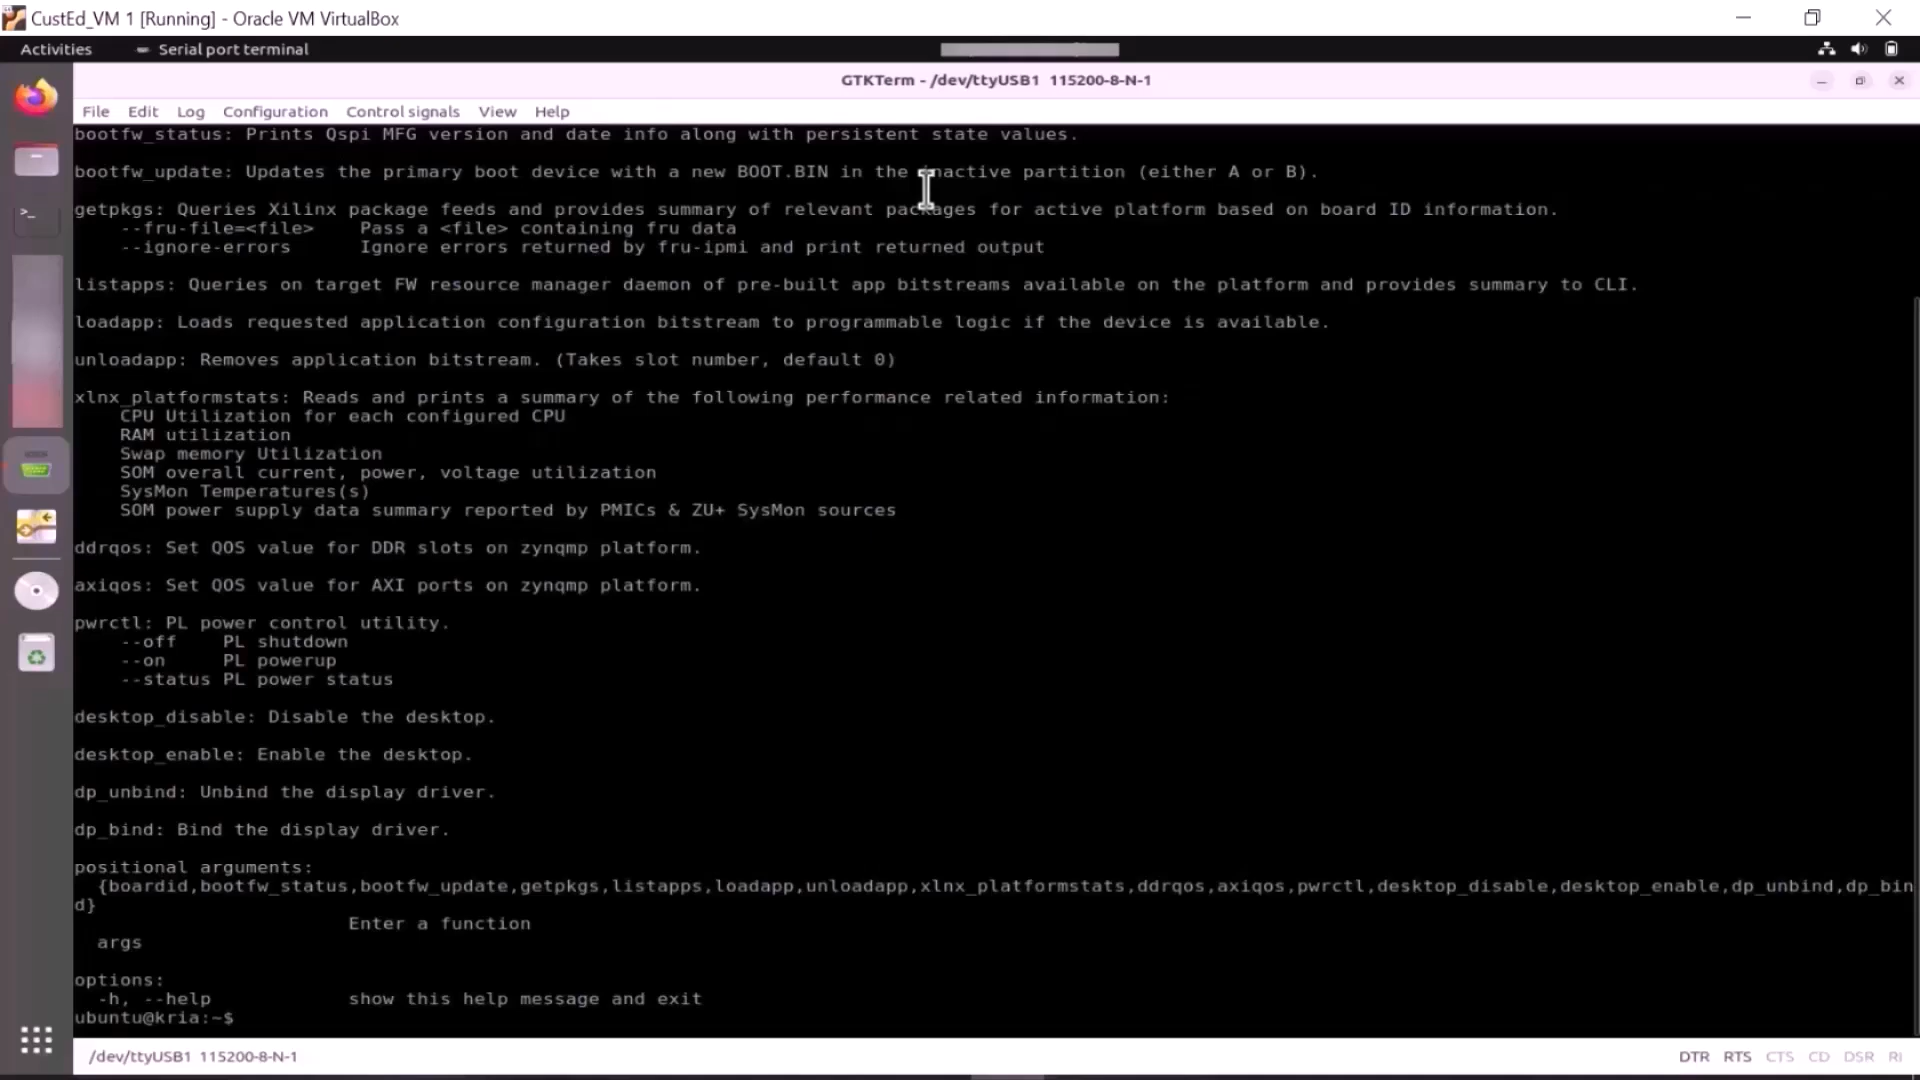 CustEd_VM 1 [Running] - Oracle VM VirtualBox
Activities Serial port terminal
GTKTerm - /dev/ttyUSB1 115200-8-N-1
File Edit Log Configuration Control signals View Help
bootfw_status: Prints Qspi MFG version and date info along with persistent state values.
bootfw_update: Updates the primary boot device with a new BOOT.BIN in the inactive partition (either A or B).
getpkgs: Queries Xilinx package feeds and provides summary of relevant packages for active platform based on board ID information.
--fru-file=<file> Pass a <file> containing fru data
--ignore-errors Ignore errors returned by fru-ipmi and print returned output
listapps: Queries on target FW resource manager daemon of pre-built app bitstreams available on the platform and provides summary to CLI.
loadapp: Loads requested application configuration bitstream to programmable logic if the device is available.
unloadapp: Removes application bitstream. (Takes slot number, default 0)
xlnx_platformstats: Reads and prints a summary of the following performance related information:
CPU Utilization for each configured CPU
RAM utilization
Swap memory Utilization
SOM overall current, power, voltage utilization
SysMon Temperatures(s)
SOM power supply data summary reported by PMICs & ZU+ SysMon sources
ddrqos: Set QOS value for DDR slots on zynqmp platform.
axiqos: Set QOS value for AXI ports on zynqmp platform.
pwrctl: PL power control utility.
--off PL shutdown
--on PL powerup
--status PL power status
desktop_disable: Disable the desktop.
desktop_enable: Enable the desktop.
dp_unbind: Unbind the display driver.
dp_bind: Bind the display driver.
positional arguments:
{boardid,bootfw_status,bootfw_update,getpkgs,listapps,loadapp,unloadapp,xlnx_platformstats,ddrqos,axiqos,pwrctl,desktop_disable,desktop_enable,dp_unbind,dp_bin
d}
Enter a function
args
options:
-h, --help show this help message and exit
ubuntu@kria:~$
/dev/ttyUSB1 115200-8-N-1 DTR RTS CTS CD DSR RI